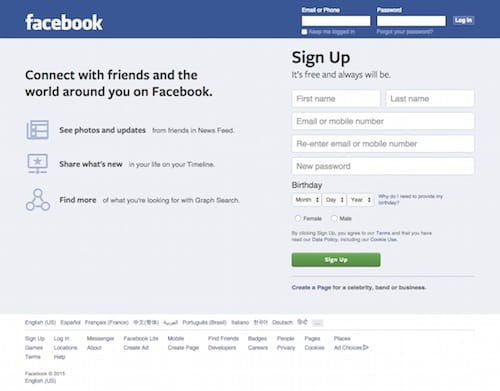 facebook
Email or Phone
Password
Log In
Keep me logged in
Forgot your password?
Connect with friends and the
world around you on Facebook.
See photos and updates from friends in News Feed.
Share what's new in your life on your Timeline.
Find more of what you're looking for with Graph Search.
Sign Up
It's free and always will be.
First name
Last name
Email or mobile number
Re-enter email or mobile number
New password
Birthday
Month
Day
Year
Why do I need to provide my
birthday?
Female
Male
By clicking Sign Up, you agree to our Terms and that you have
read our Data Policy, including our Cookie Use.
Sign Up
Create a Page for a celebrity, band or business.
English (US) Español Français (France) 中文(简体) العربية Português (Brasil) Italiano 한국어 Deutsch हिन्दी ...
Sign Up Log In Messenger Facebook Lite Mobile Find Friends Badges People Pages Places
Games Locations About Create Ad Create Page Developers Careers Privacy Cookies Ad Choices
Terms Help
Facebook © 2015
English (US)